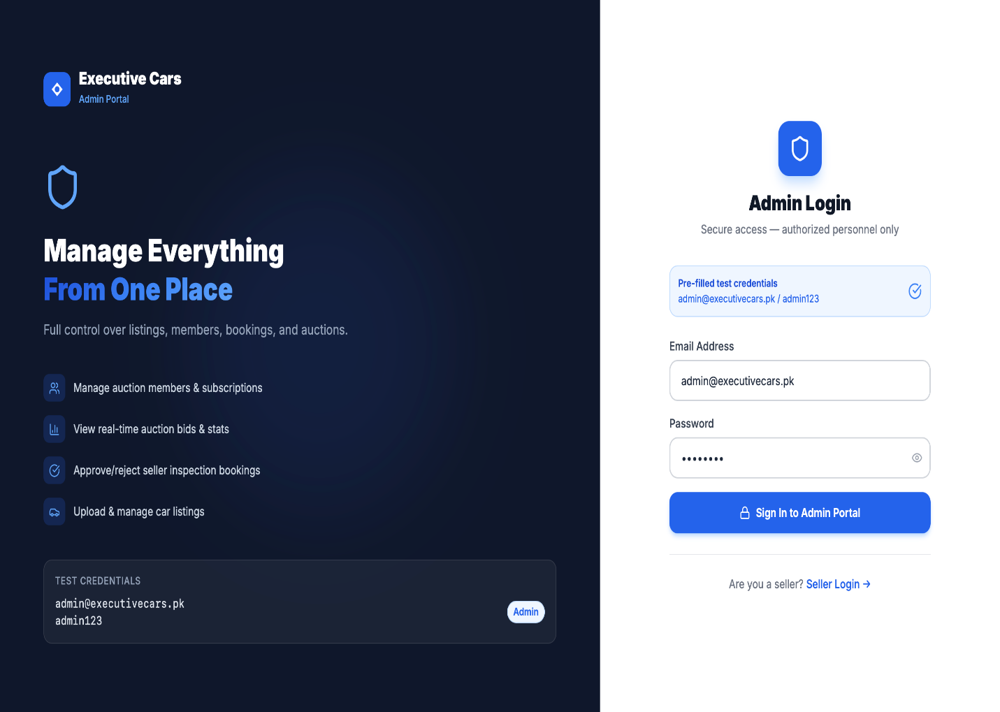 Executive Cars
Admin Portal
Manage Everything
From One Place
Full control over listings, members, bookings, and auctions.
Manage auction members & subscriptions
View real-time auction bids & stats
Approve/reject seller inspection bookings
Upload & manage car listings
TEST CREDENTIALS
admin@executivecars.pk
admin123
Admin
Admin Login
Secure access — authorized personnel only
Pre-filled test credentials
admin@executivecars.pk / admin123
Email Address
admin@executivecars.pk
Password
••••••••
Sign In to Admin Portal
Are you a seller? Seller Login →